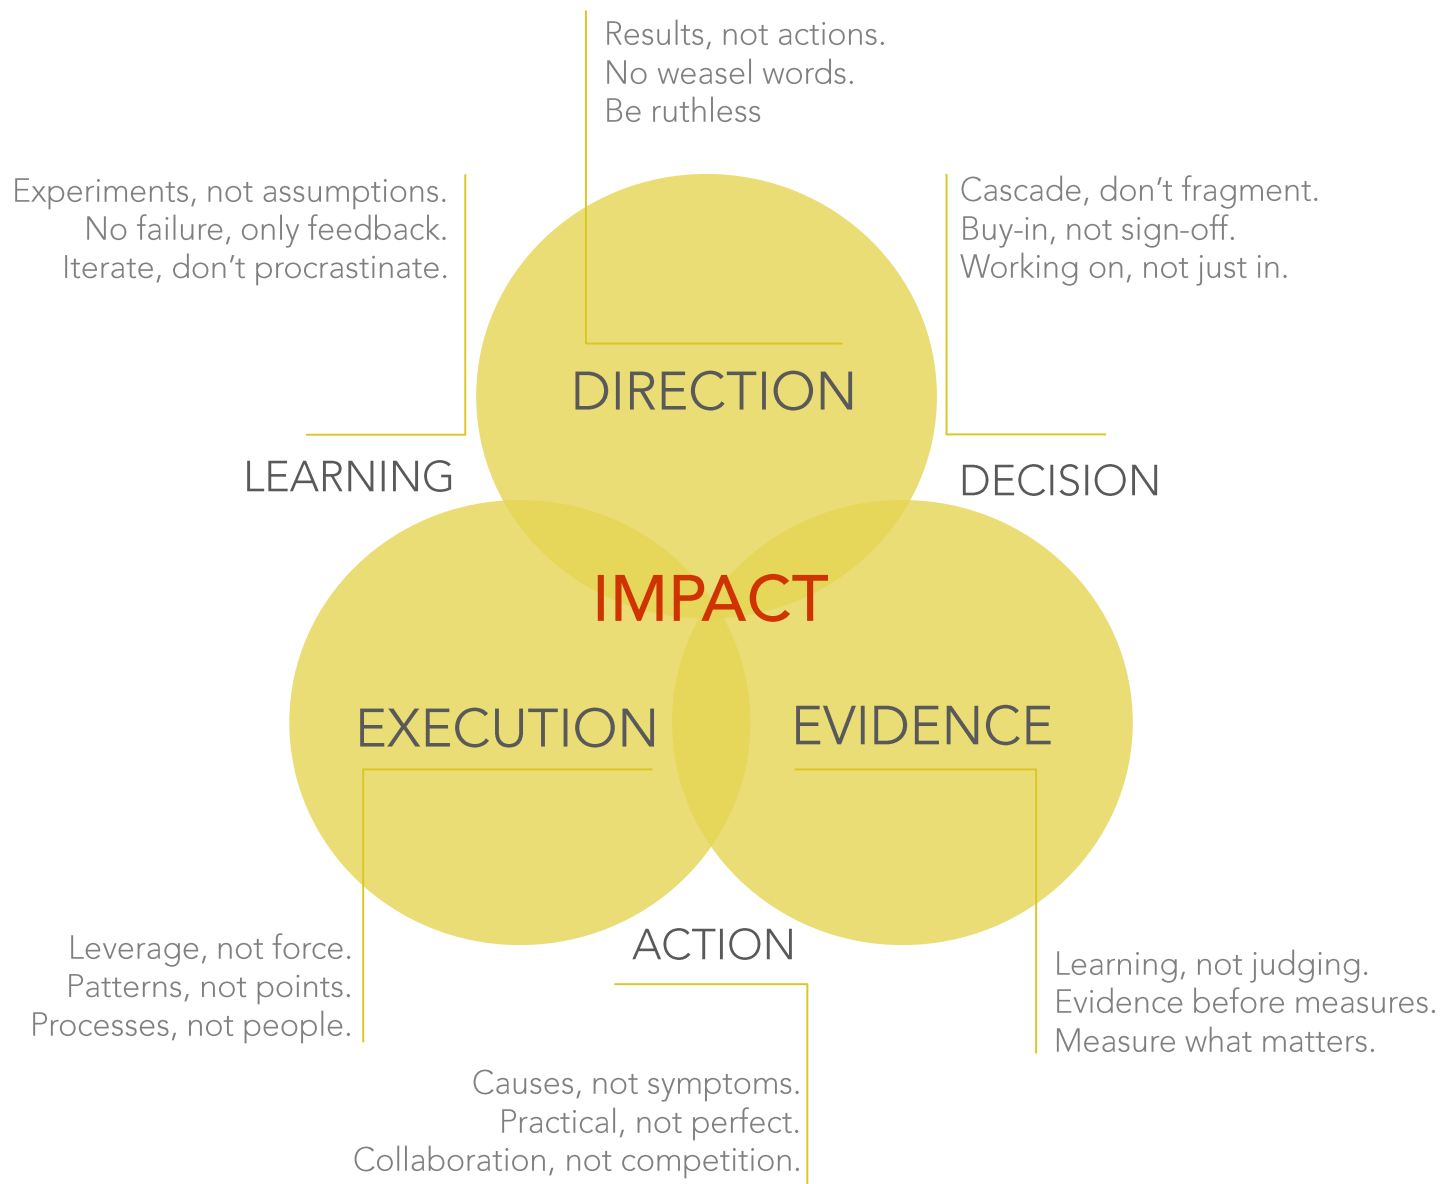 Results, not actions.
No weasel words.
Be ruthless
Experiments, not assumptions.
No failure, only feedback.
Iterate, don’t procrastinate.
Cascade, don’t fragment.
Buy-in, not sign-off.
Working on, not just in.
DIRECTION
LEARNING
DECISION
IMPACT
EXECUTION
EVIDENCE
Leverage, not force.
Patterns, not points.
Processes, not people.
ACTION
Learning, not judging.
Evidence before measures.
Measure what matters.
Causes, not symptoms.
Practical, not perfect.
Collaboration, not competition.